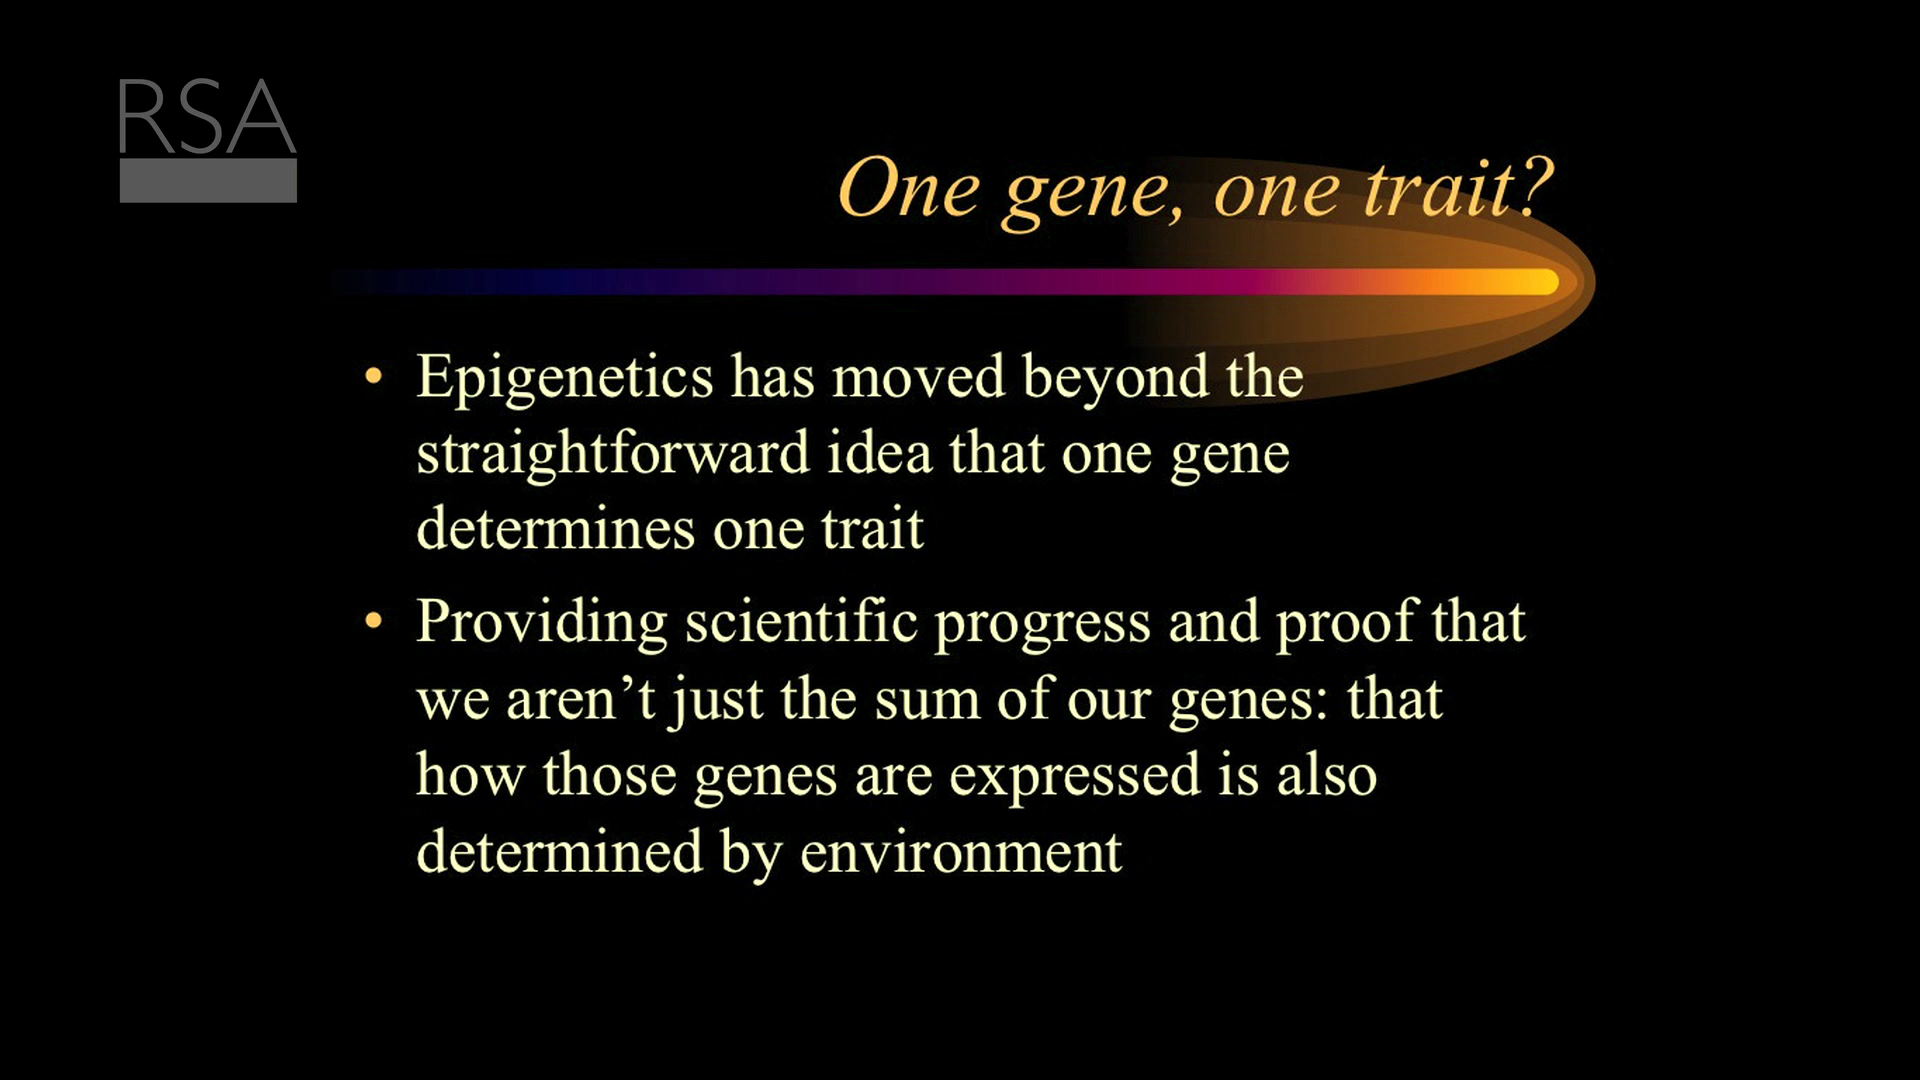 RSA
One gene, one trait?
• Epigenetics has moved beyond the
straightforward idea that one gene
determines one trait
• Providing scientific progress and proof that
we aren’t just the sum of our genes: that
how those genes are expressed is also
determined by environment